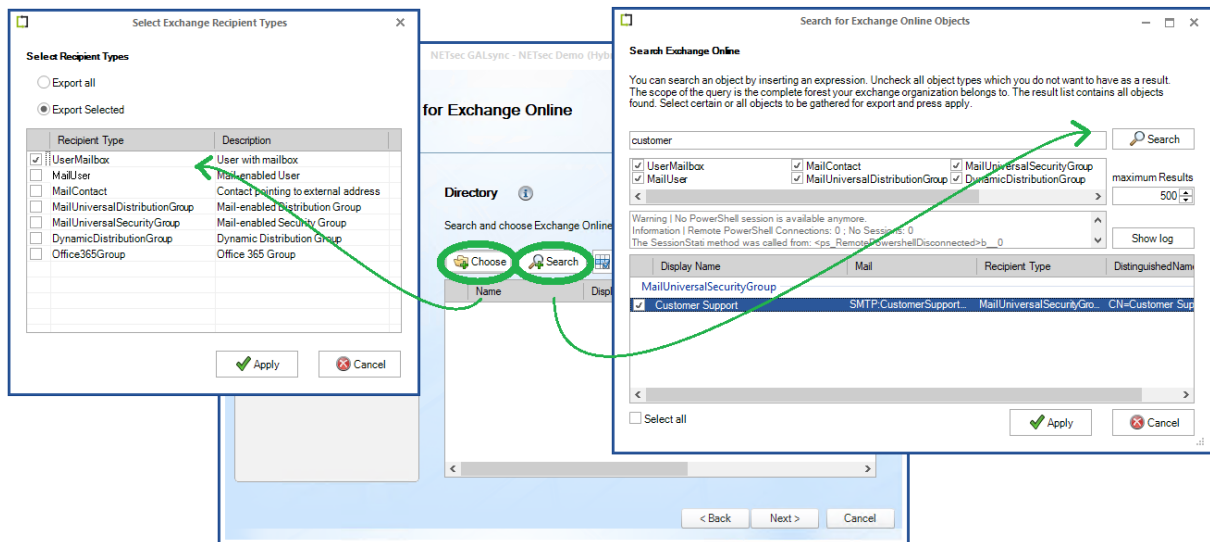 Select Exchange Recipient Types
Select Recipient Types
Export all
Export Selected
Recipient Type Description
UserMailbox User with mailbox
MailUser Mail-enabled User
MailContact Contact pointing to external address
MailUniversalDistributionGroup Mail-enabled Distribution Group
MailUniversalSecurityGroup Mail-enabled Security Group
DynamicDistributionGroup Dynamic Distribution Group
Office365Group Office 365 Group
Apply Cancel
NETsec GALsync - NETsec Demo (Hyb
for Exchange Online
Directory
Search and choose Exchange Online
Choose Search
Name Displ
< Back Next > Cancel
Search for Exchange Online Objects
Search Exchange Online
You can search an object by inserting an expression. Uncheck all object types which you do not want to have as a result.
The scope of the query is the complete forest your exchange organization belongs to. The result list contains all objects
found. Select certain or all objects to be gathered for export and press apply.
customer Search
UserMailbox MailContact MailUniversalSecurityGroup
MailUser MailUniversalDistributionGroup DynamicDistributionGroup
maximum Results
500
Warning | No PowerShell session is available anymore.
Information | Remote PowerShell Connections: 0 ; No Sessions: 0
The SessionStati method was called from: <ps_RemotePowershellDisconnected>b__0
Show log
Display Name Mail Recipient Type DistinguishedName
MailUniversalSecurityGroup
Customer Support SMTP:CustomerSupport... MailUniversalSecurityGro... CN=Customer Sup
Select all
Apply Cancel